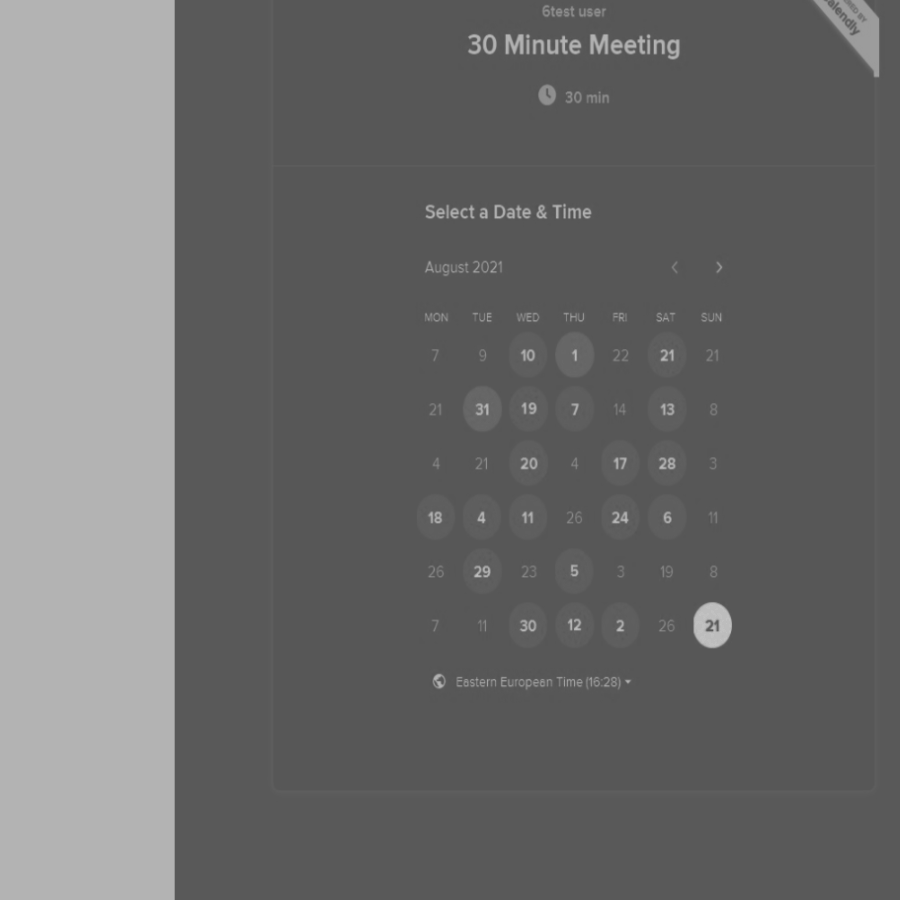 6test user
30 Minute Meeting
30 min
Calendly
Select a Date & Time
August 2021
MON TUE WED THU FRI SAT SUN
7 9 10 1 22 21 21
21 31 19 7 14 13 8
4 21 20 4 17 28 3
18 4 11 26 24 6 11
26 29 23 5 3 19 8
7 11 30 12 2 26 21
Eastern European Time (16:28)